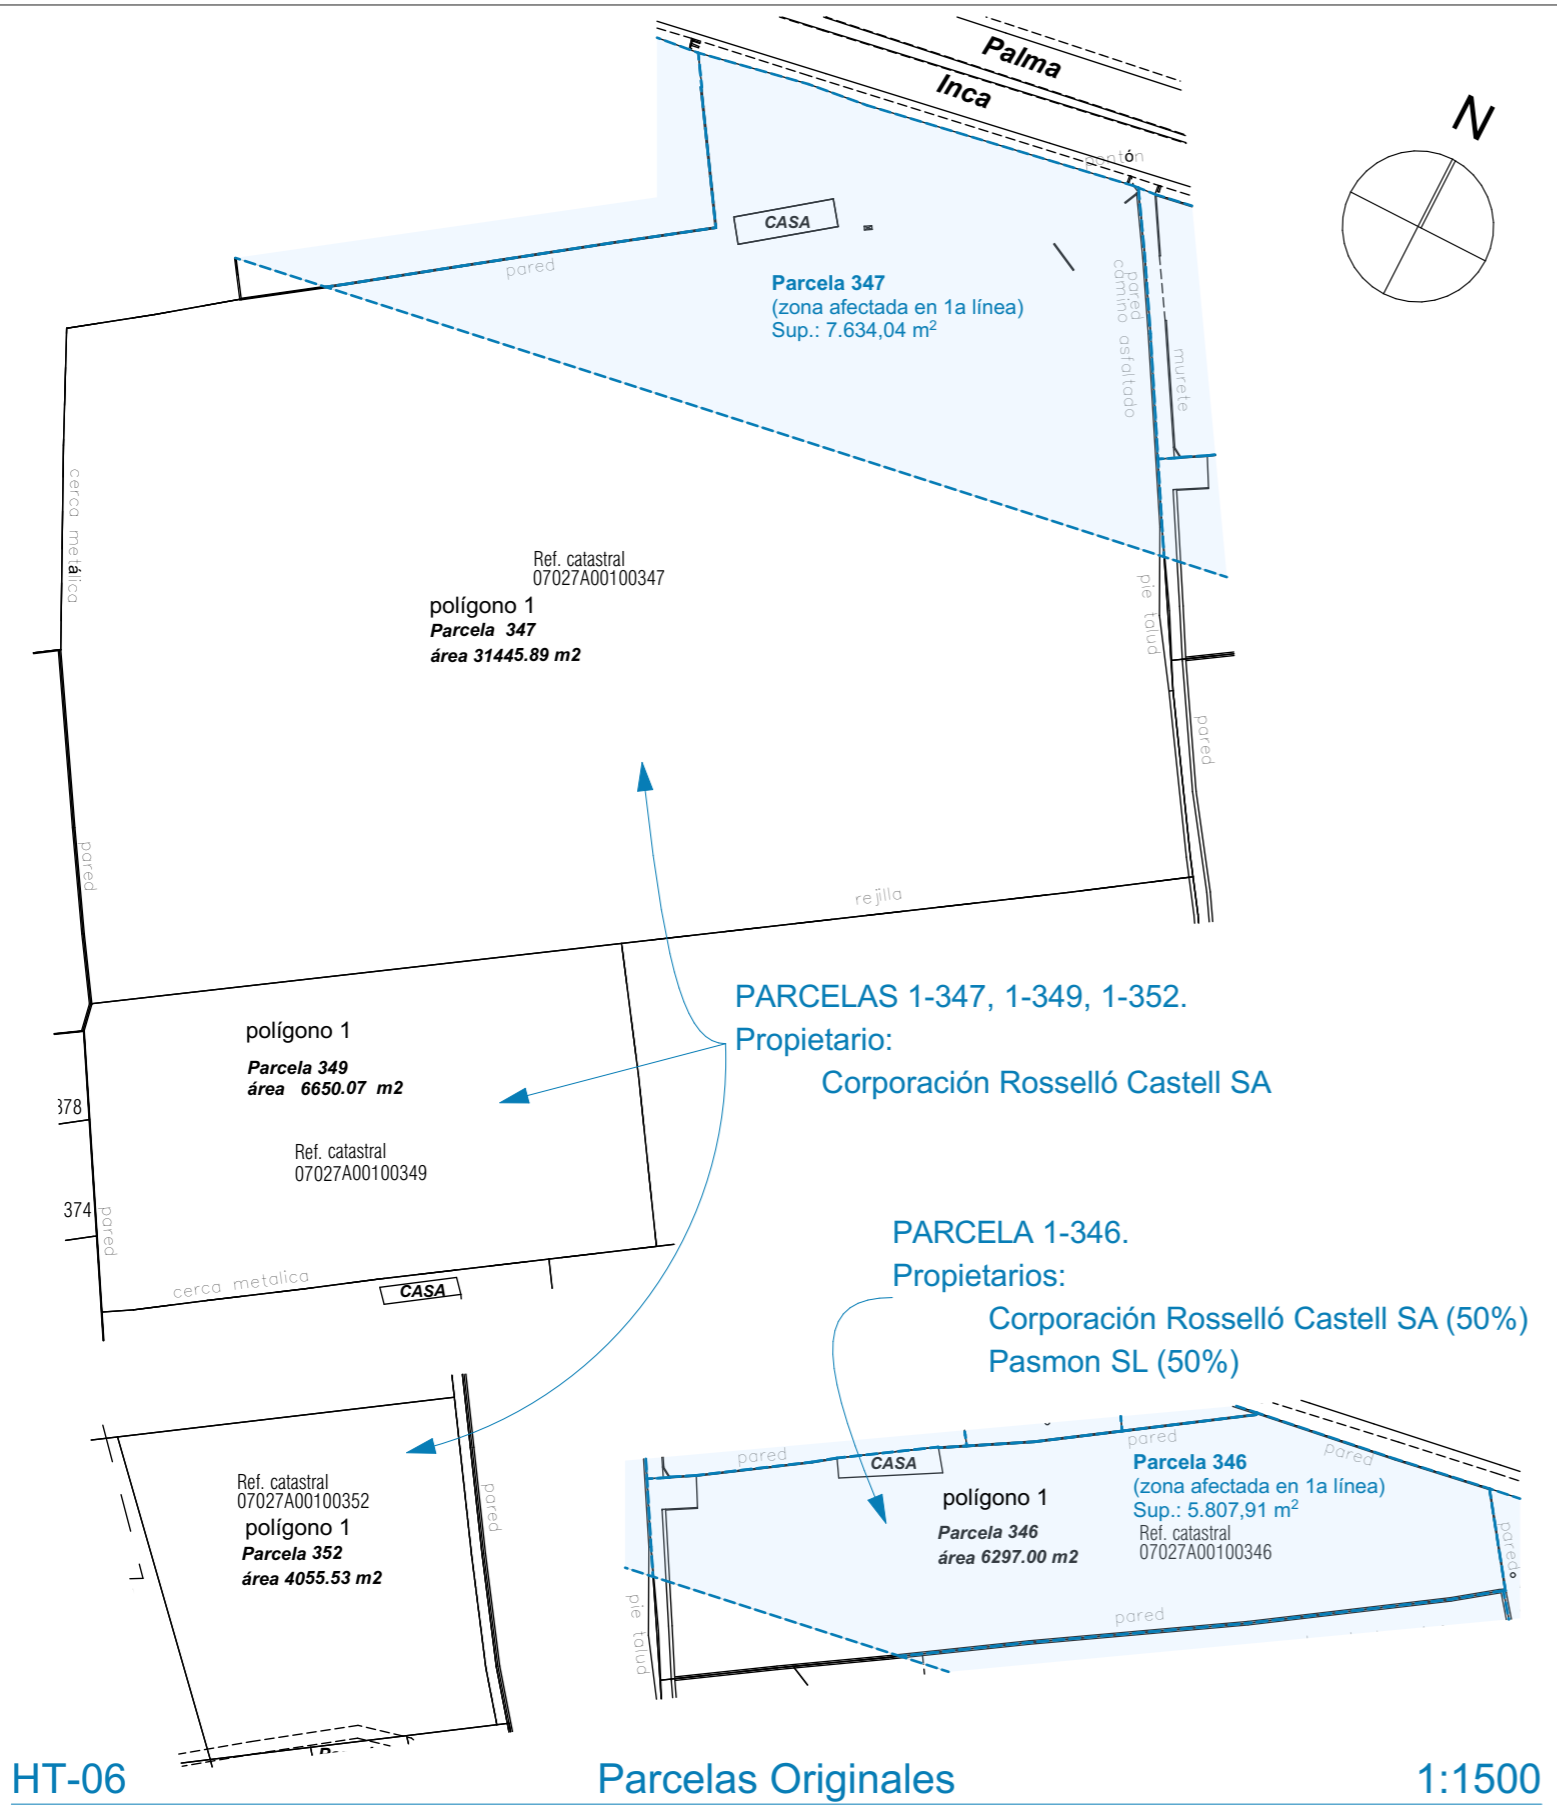 Palma
Inca
N
pontón
CASA
pared
Parcela 347
(zona afectada en 1a línea)
Sup.: 7.634,04 m²
pared
camino asfaltado
murete
cerca metálica
Ref. catastral
07027A00100347
polígono 1
Parcela 347
área 31445.89 m2
pie talud
pared
pared
rejilla
PARCELAS 1-347, 1-349, 1-352.
Propietario:
Corporación Rosselló Castell SA
polígono 1
Parcela 349
área 6650.07 m2
378
Ref. catastral
07027A00100349
374
pared
cerca metalica
CASA
PARCELA 1-346.
Propietarios:
Corporación Rosselló Castell SA (50%)
Pasmon SL (50%)
Ref. catastral
07027A00100352
polígono 1
Parcela 352
área 4055.53 m2
pared
pared
CASA
pared
pared
Parcela 346
(zona afectada en 1a línea)
Sup.: 5.807,91 m²
polígono 1
Parcela 346
área 6297.00 m2
Ref. catastral
07027A00100346
pared
pie talud
pared
HT-06
Parcelas Originales
1:1500